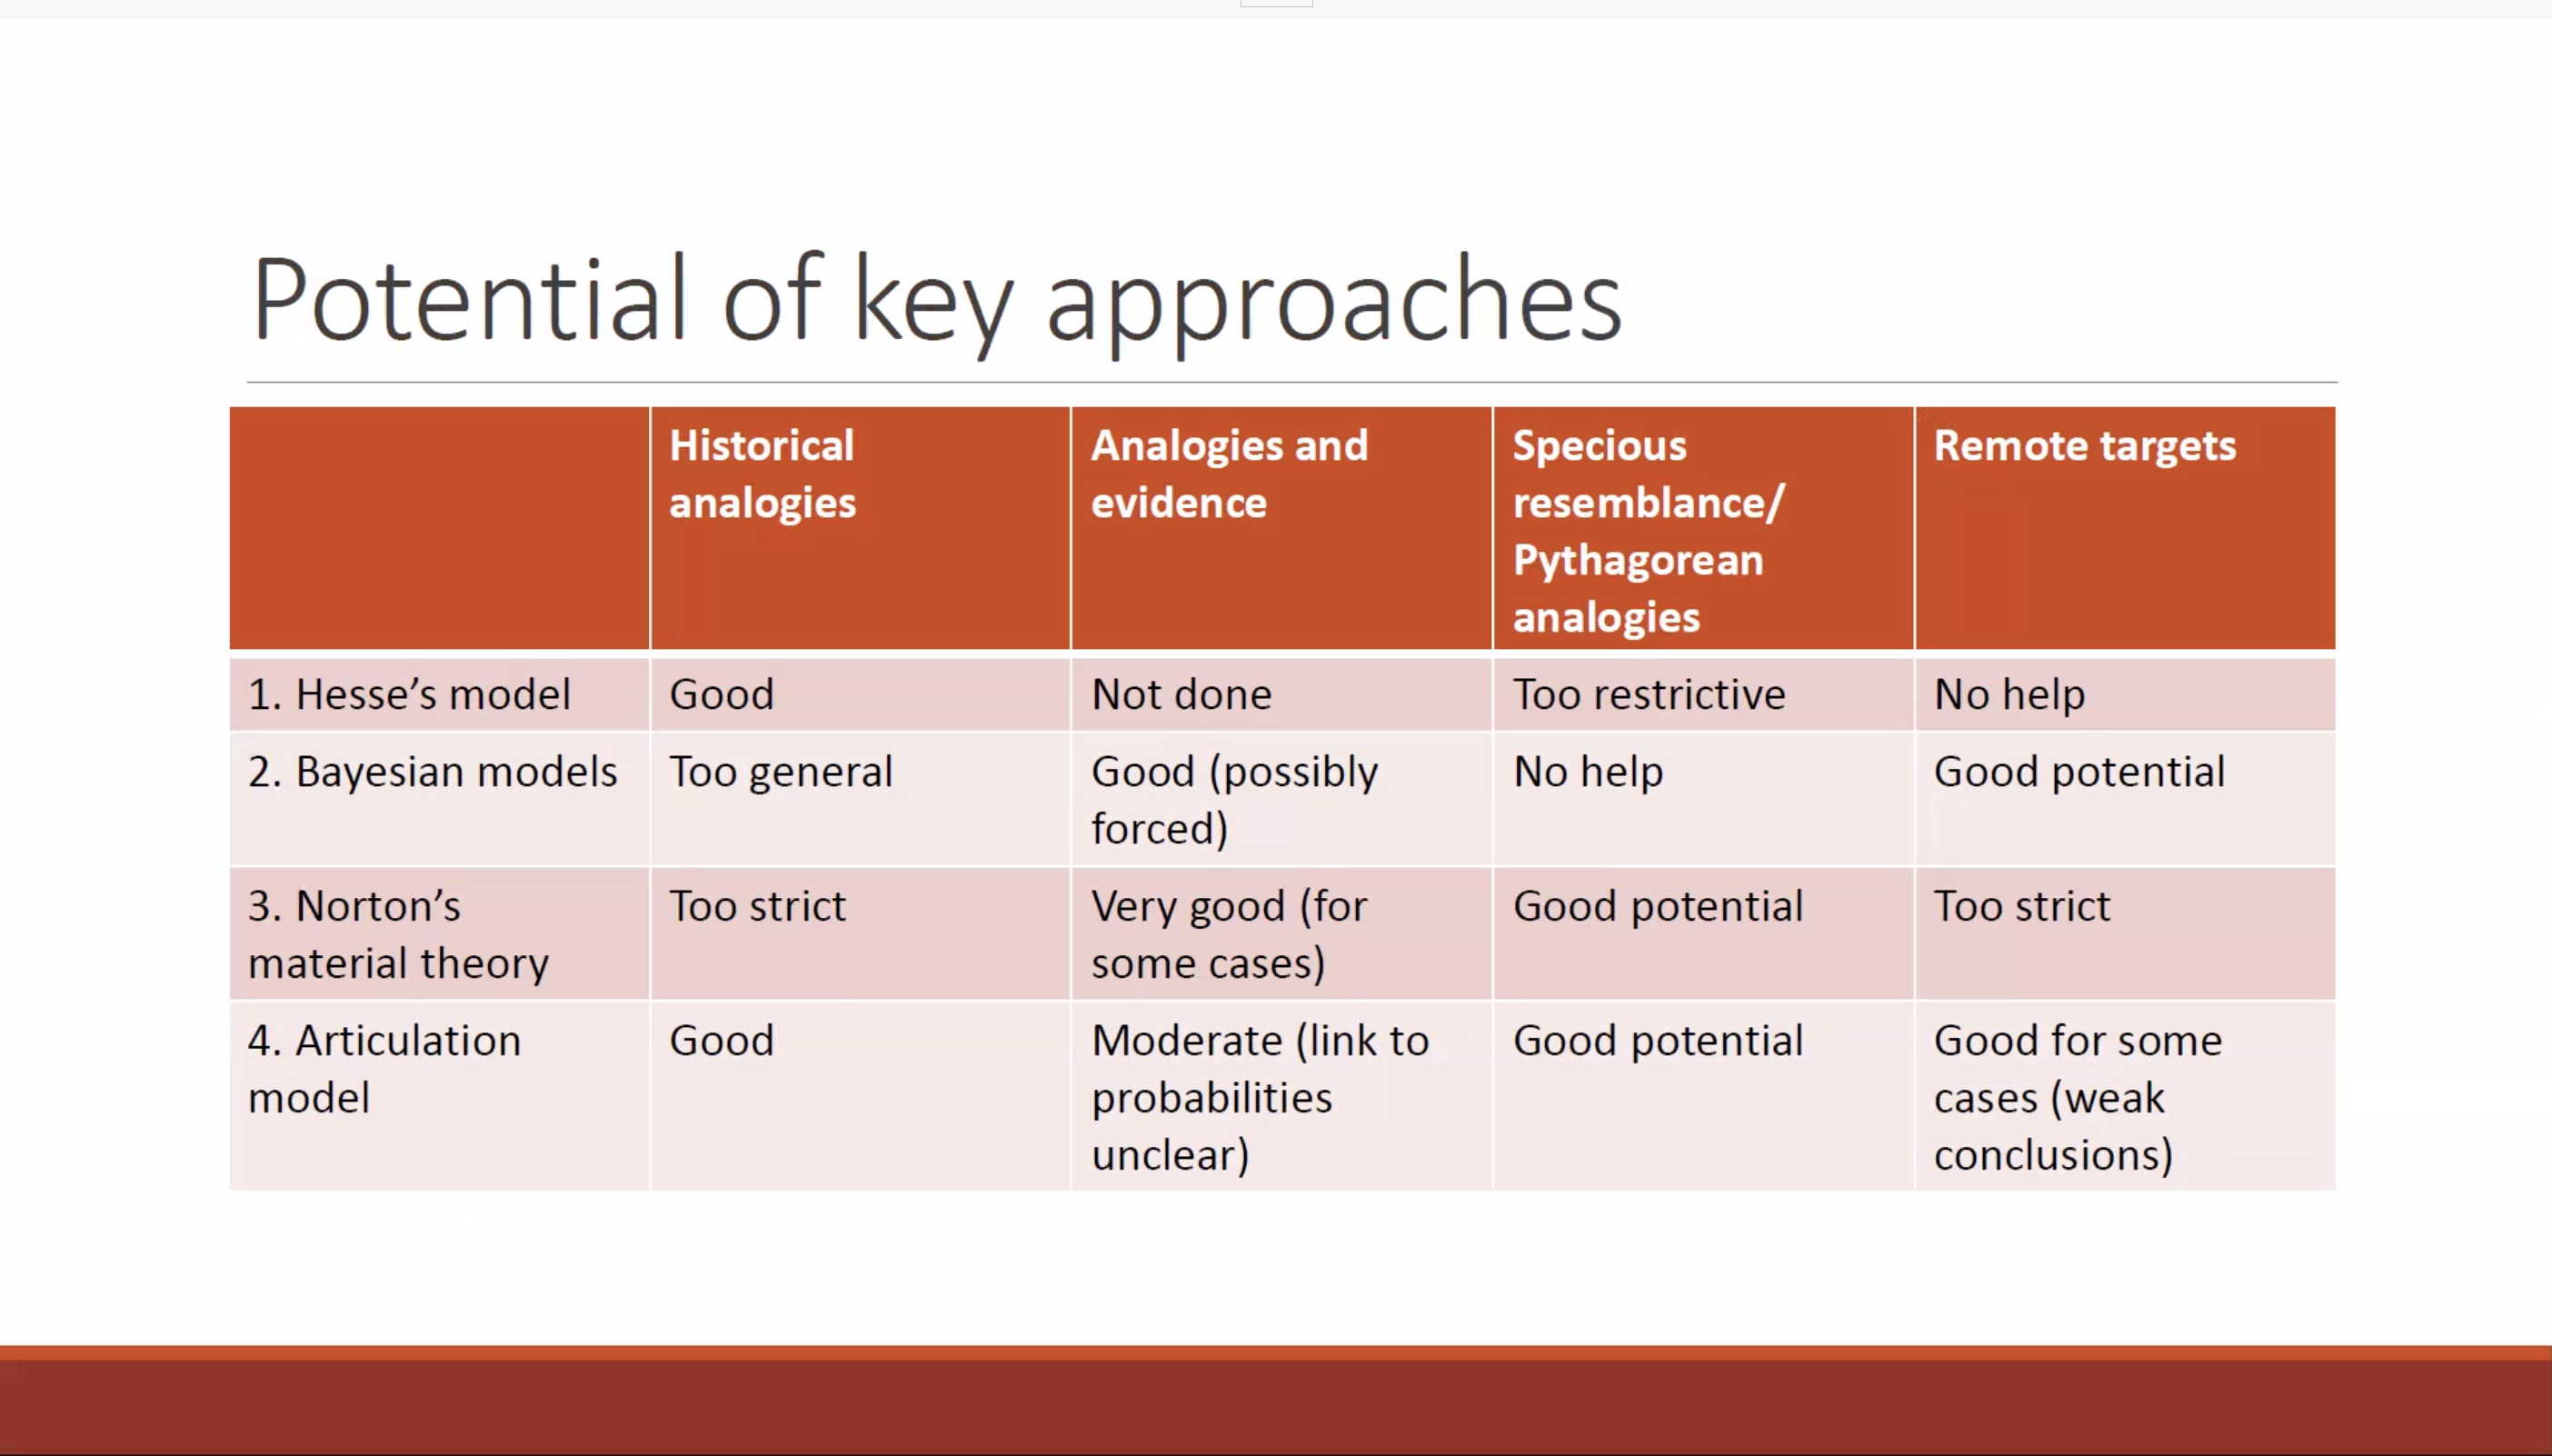 Potential of key approaches
Historical
analogies
Analogies and
evidence
Specious
resemblance/
Pythagorean
analogies
Remote targets
1. Hesse’s model
Good
Not done
Too restrictive
No help
2. Bayesian models
Too general
Good (possibly
forced)
No help
Good potential
3. Norton’s
material theory
Too strict
Very good (for
some cases)
Good potential
Too strict
4. Articulation
model
Good
Moderate (link to
probabilities
unclear)
Good potential
Good for some
cases (weak
conclusions)